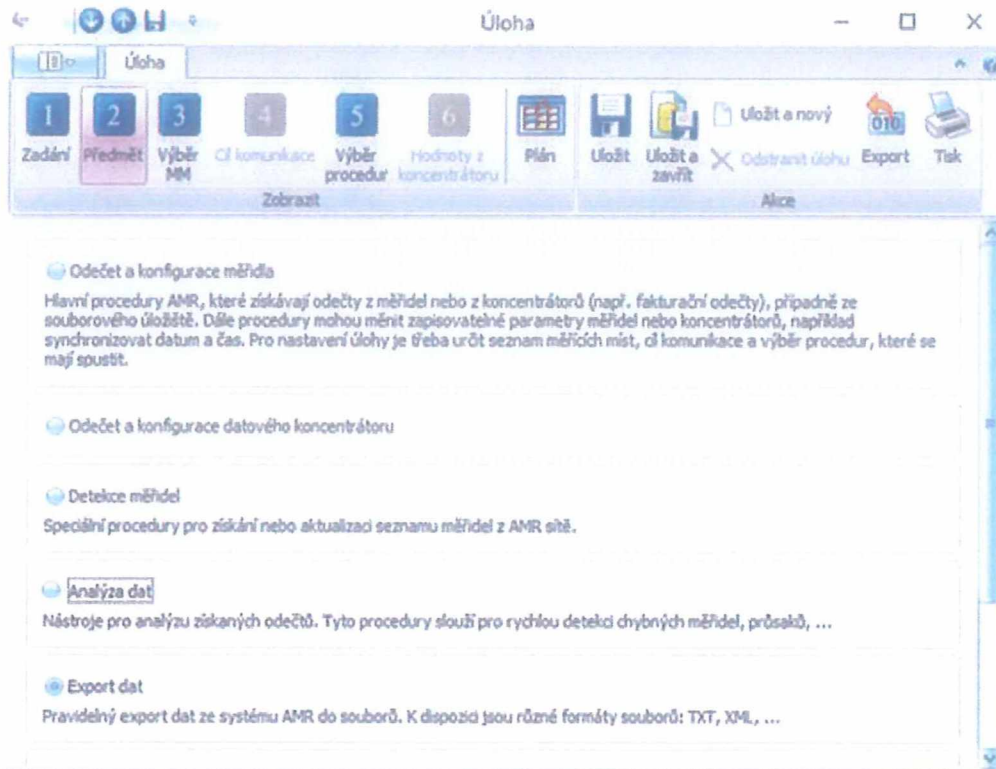 Úloha
Úloha
1 2 3 4 5 6
Zadání Předmět Výběr MM Cíl komunikace Výběr procedur Hodnoty z koncentrátoru Plán Uložit Uložit a zavřít Uložit a nový Odstranit úlohu Export Tisk
010
Zobrazit Akce
Odečet a konfigurace měřidla
Hlavní procedury AMR, které získávají odečty z měřidel nebo z koncentrátorů (např. fakturační odečty), případně ze
souborového úložiště. Dále procedury mohou měnit zapisovatelné parametry měřidel nebo koncentrátorů, například
synchronizovat datum a čas. Pro nastavení úlohy je třeba určit seznam měřících míst, cíl komunikace a výběr procedur, které se
mají spustit.
Odečet a konfigurace datového koncentrátoru
Detekce měřidel
Speciální procedury pro získání nebo aktualizaci seznamu měřidel z AMR sítě.
Analýza dat
Nástroje pro analýzu získaných odečtů. Tyto procedury slouží pro rychlou detekci chybných měřidel, průsaků, ...
Export dat
Pravidelný export dat ze systému AMR do souborů. K dispozici jsou různé formáty souborů: TXT, XML, ...